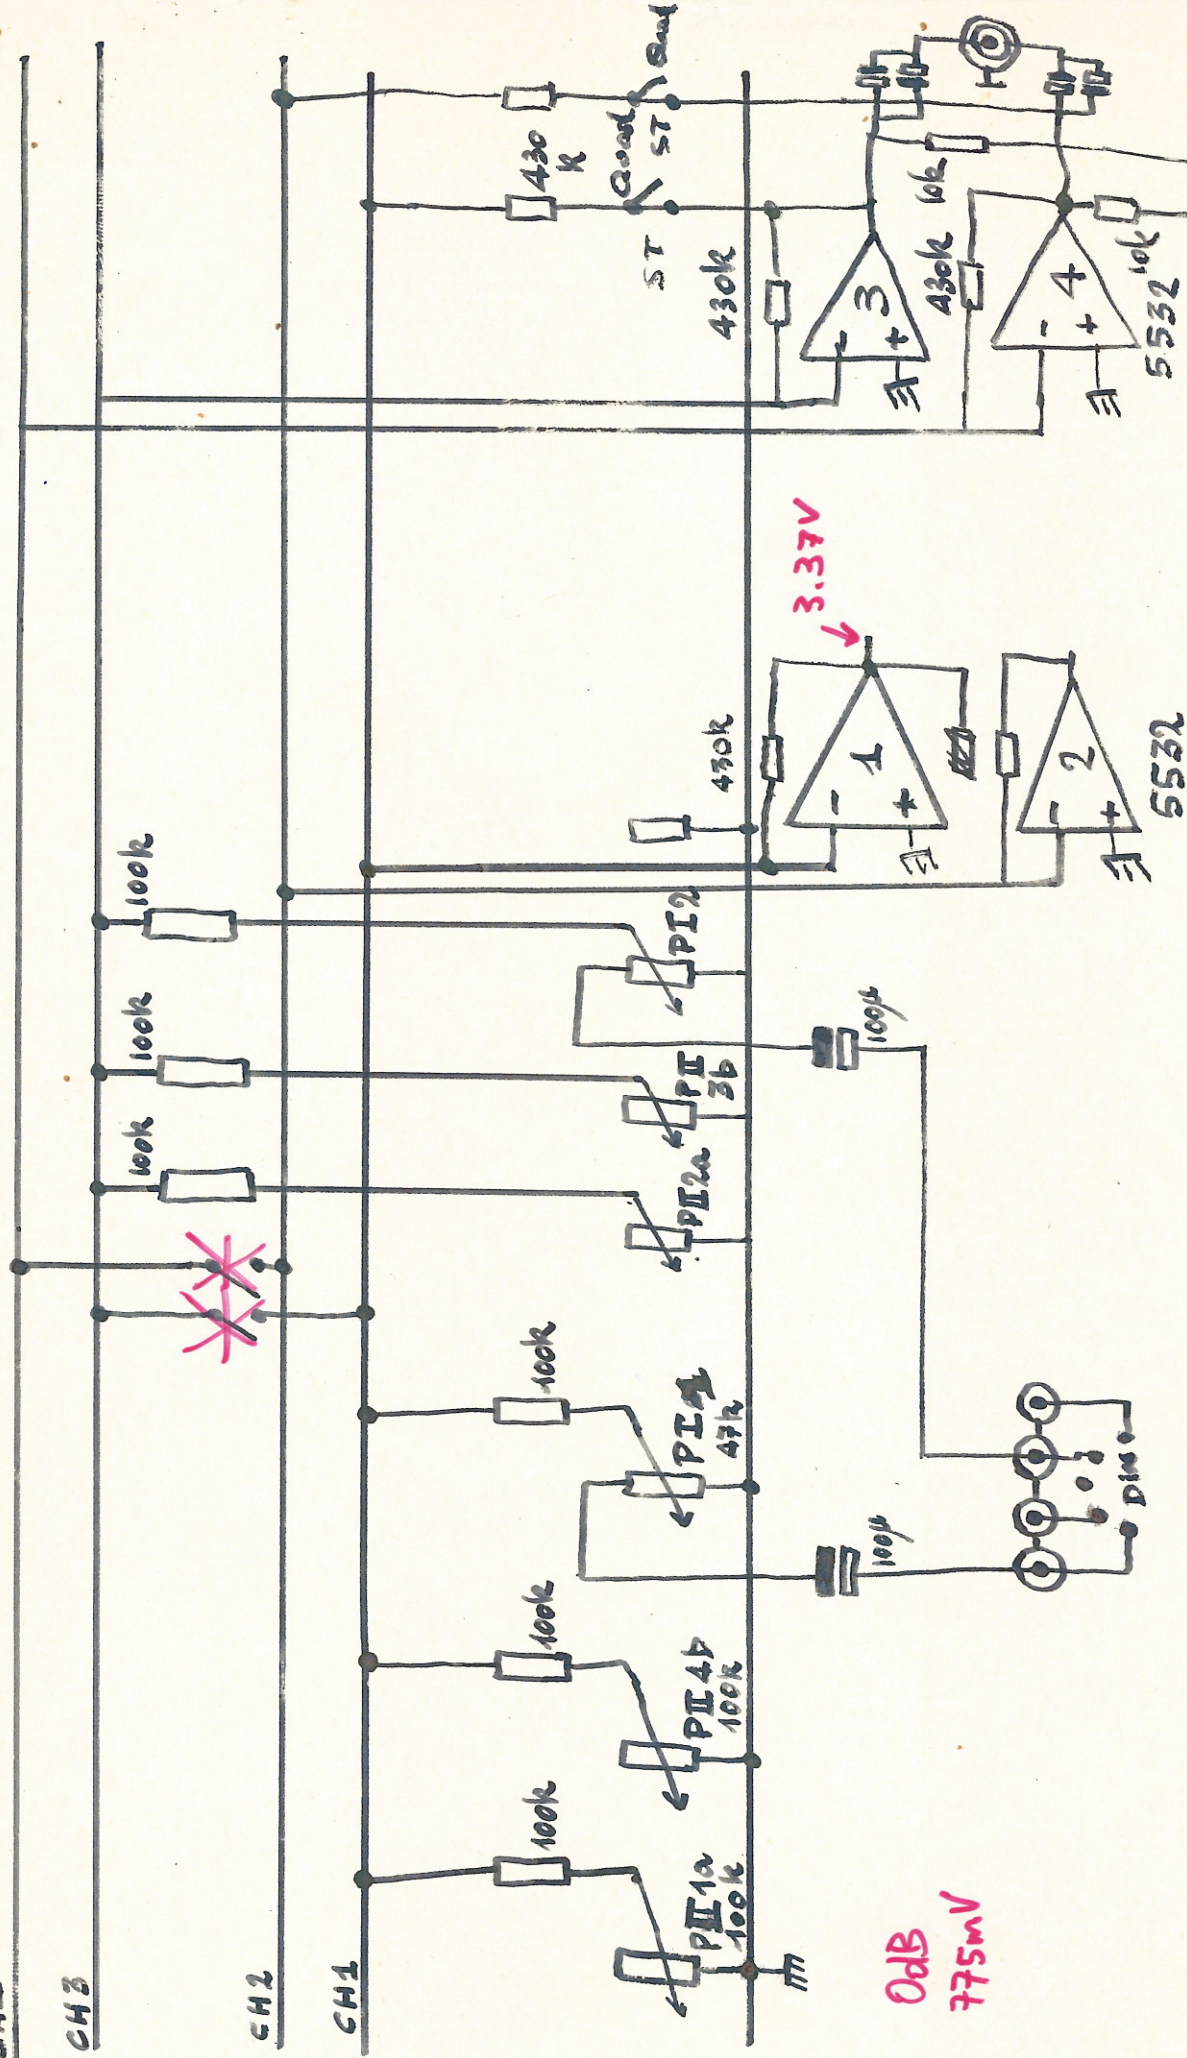 CH3
CH2
CH1
100k
100k
100k
100k
100k
100k
PII1a
100k
PII4b
100k
PI1
47k
PII2a
PII
3b
PI2
100µ
100µ
DIN
0dB
775mV
430k
1
-
+
2
-
+
5532
3.37V
430
k
Quad
ST
Quad
ST
430k
3
-
+
10k
430k
4
-
+
10k
5532